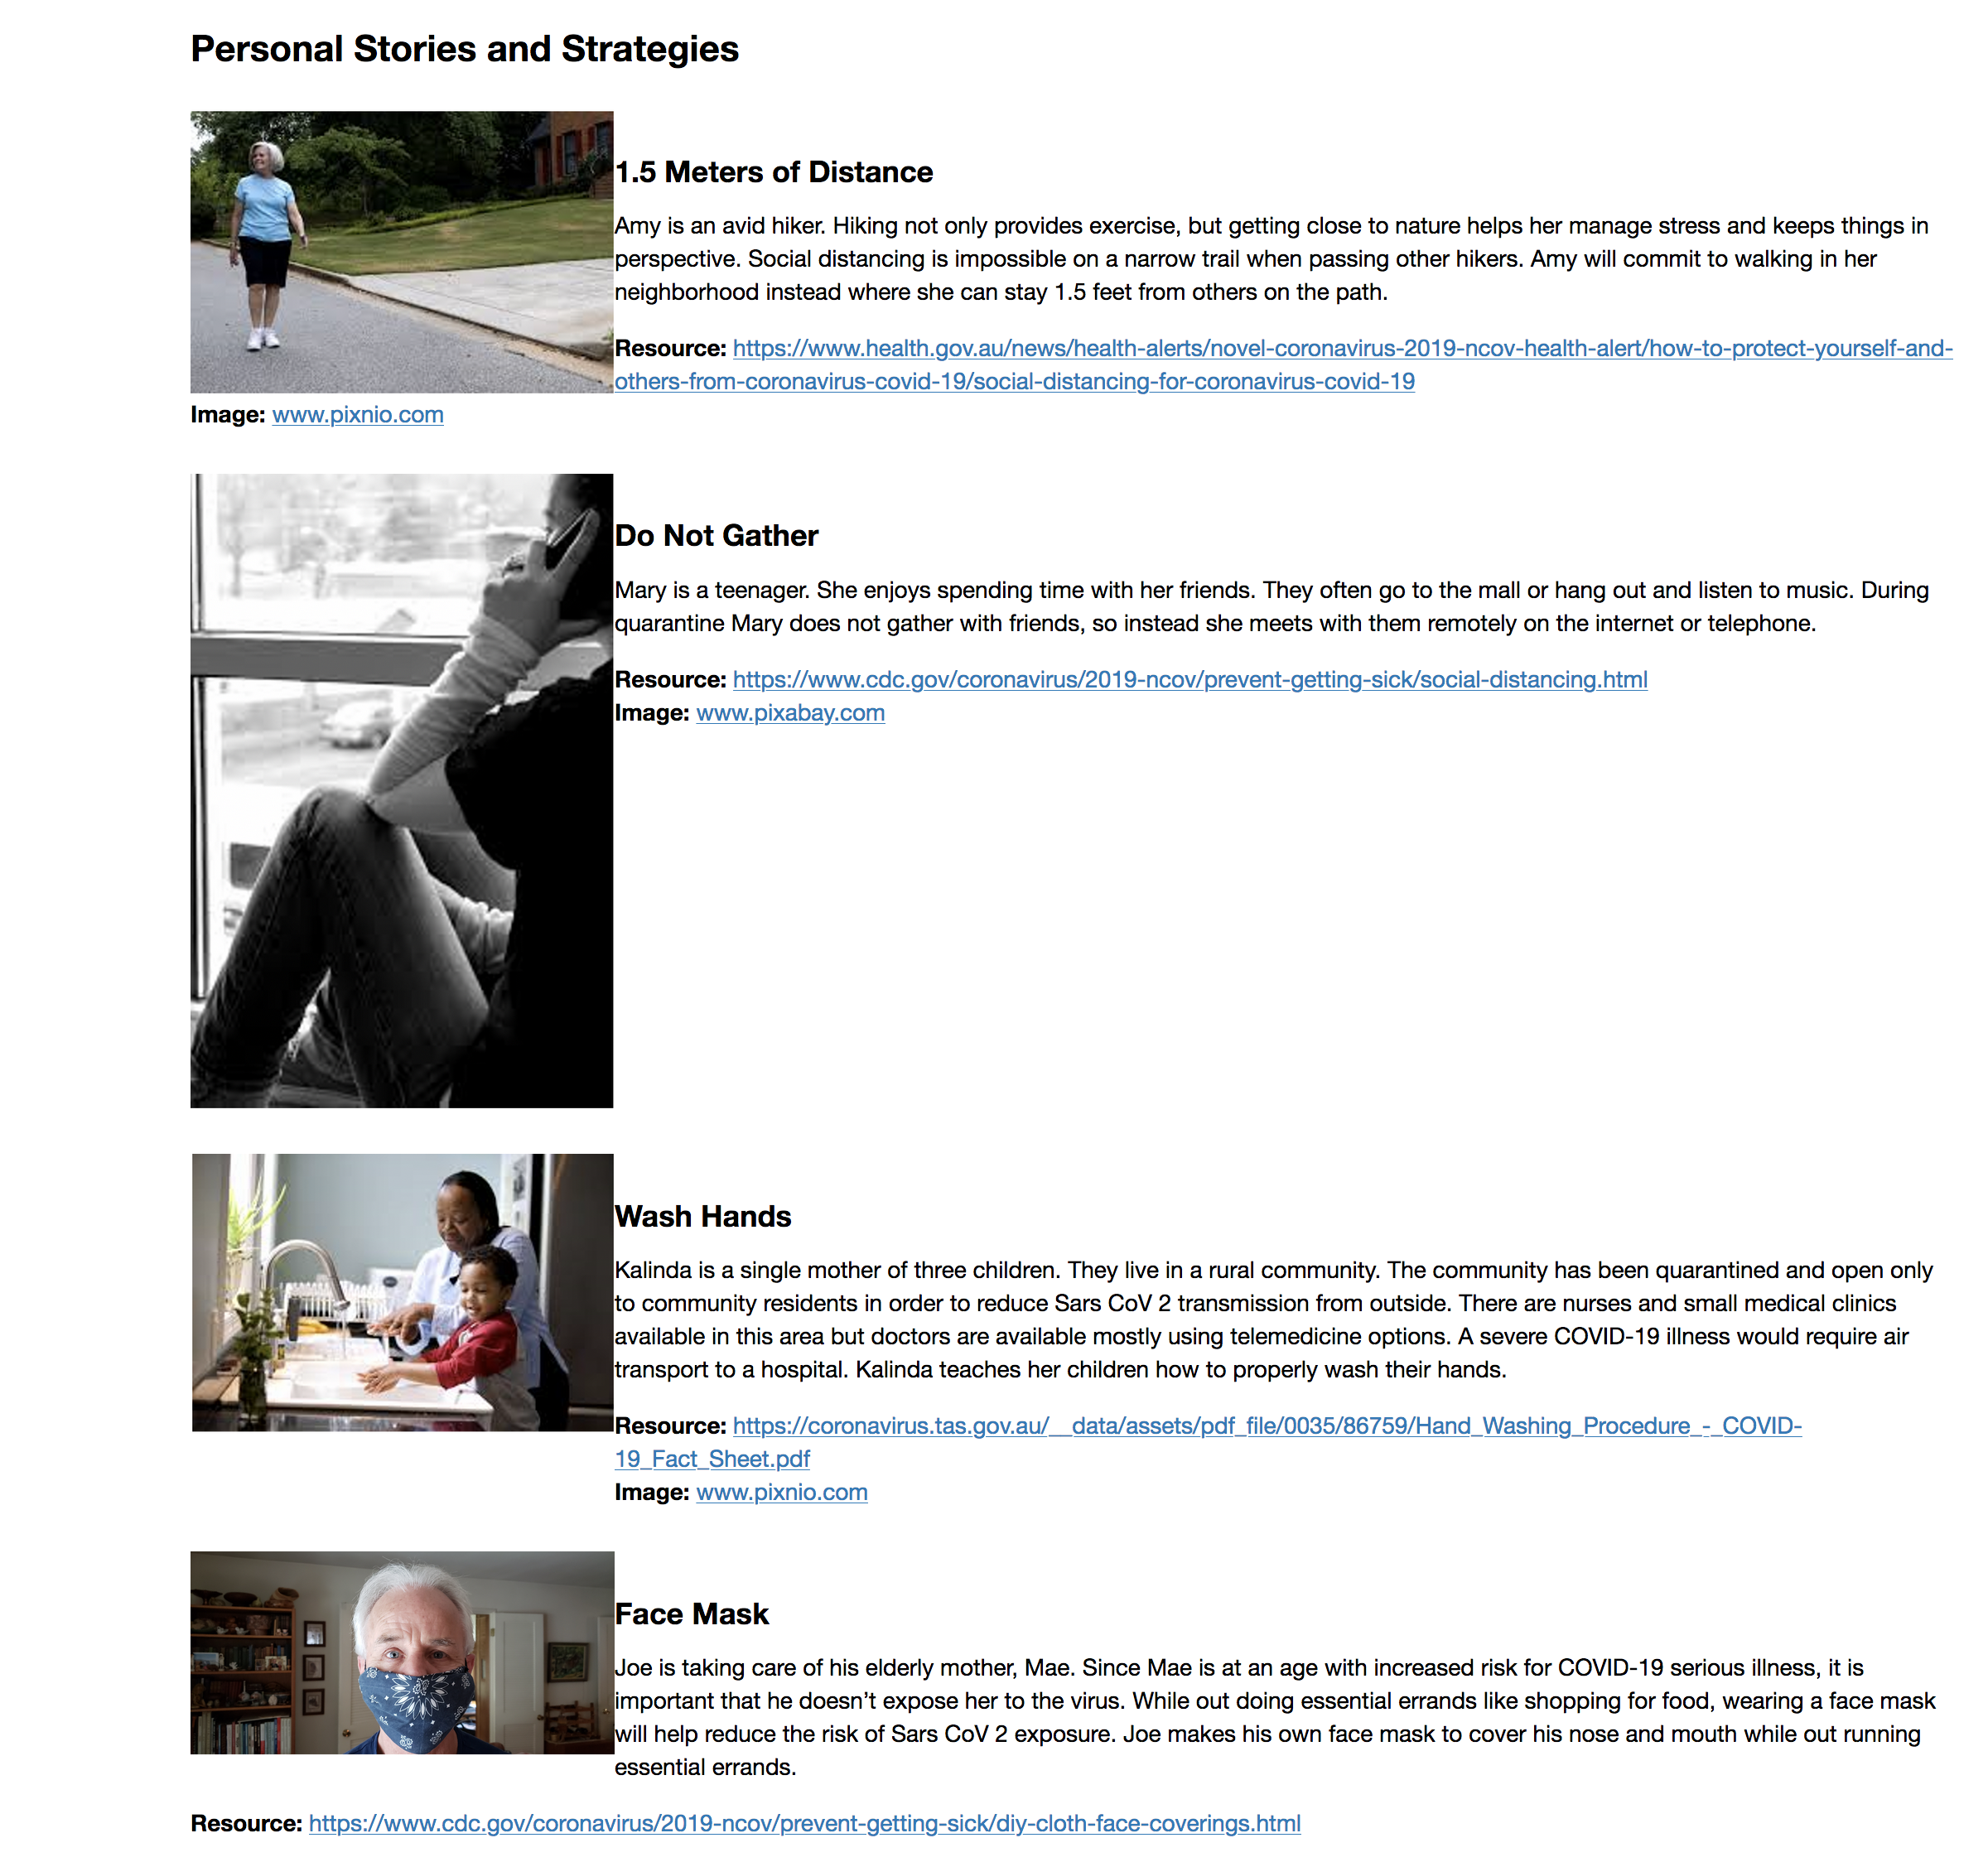 Personal Stories and Strategies
1.5 Meters of Distance
Amy is an avid hiker. Hiking not only provides exercise, but getting close to nature helps her manage stress and keeps things in
perspective. Social distancing is impossible on a narrow trail when passing other hikers. Amy will commit to walking in her
neighborhood instead where she can stay 1.5 feet from others on the path.
Resource: https://www.health.gov.au/news/health-alerts/novel-coronavirus-2019-ncov-health-alert/how-to-protect-yourself-and-
others-from-coronavirus-covid-19/social-distancing-for-coronavirus-covid-19
Image: www.pixnio.com
Do Not Gather
Mary is a teenager. She enjoys spending time with her friends. They often go to the mall or hang out and listen to music. During
quarantine Mary does not gather with friends, so instead she meets with them remotely on the internet or telephone.
Resource: https://www.cdc.gov/coronavirus/2019-ncov/prevent-getting-sick/social-distancing.html
Image: www.pixabay.com
Wash Hands
Kalinda is a single mother of three children. They live in a rural community. The community has been quarantined and open only
to community residents in order to reduce Sars CoV 2 transmission from outside. There are nurses and small medical clinics
available in this area but doctors are available mostly using telemedicine options. A severe COVID-19 illness would require air
transport to a hospital. Kalinda teaches her children how to properly wash their hands.
Resource: https://coronavirus.tas.gov.au/__data/assets/pdf_file/0035/86759/Hand_Washing_Procedure_-_COVID-
19_Fact_Sheet.pdf
Image: www.pixnio.com
Face Mask
Joe is taking care of his elderly mother, Mae. Since Mae is at an age with increased risk for COVID-19 serious illness, it is
important that he doesn’t expose her to the virus. While out doing essential errands like shopping for food, wearing a face mask
will help reduce the risk of Sars CoV 2 exposure. Joe makes his own face mask to cover his nose and mouth while out running
essential errands.
Resource: https://www.cdc.gov/coronavirus/2019-ncov/prevent-getting-sick/diy-cloth-face-coverings.html